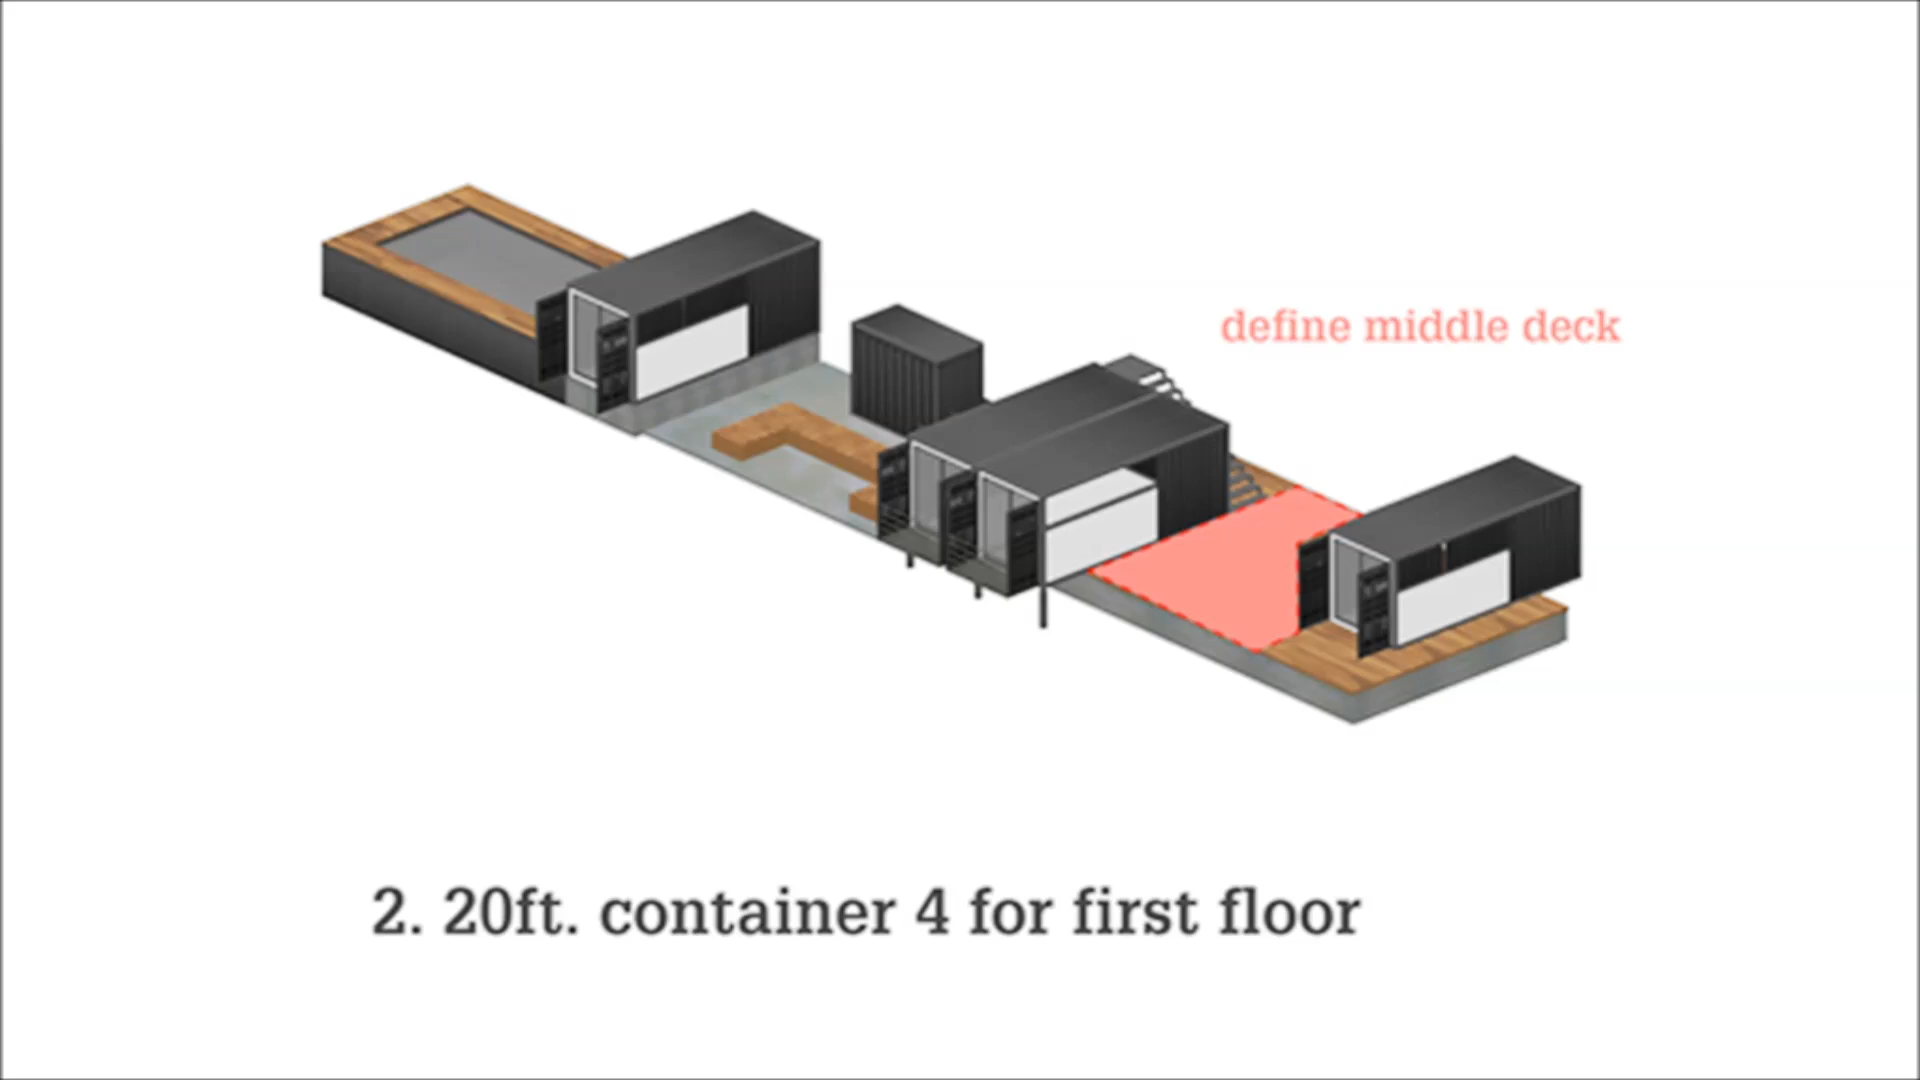 define middle deck
2. 20ft. container 4 for first floor